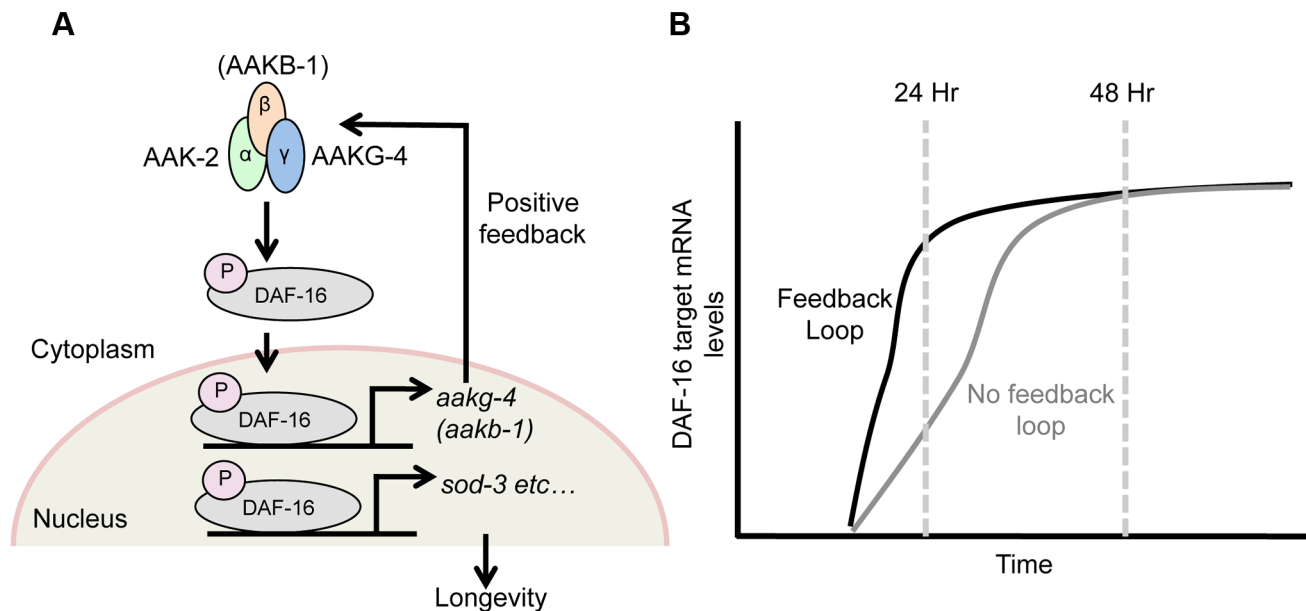 A
(AAKB-1)
β
AAK-2
α
γ
AAKG-4
Positive
feedback
P
DAF-16
Cytoplasm
P
DAF-16
aakg-4
(aakb-1)
P
DAF-16
sod-3 etc…
Nucleus
Longevity
B
24 Hr
48 Hr
DAF-16 target mRNA
levels
Feedback
Loop
No feedback
loop
Time